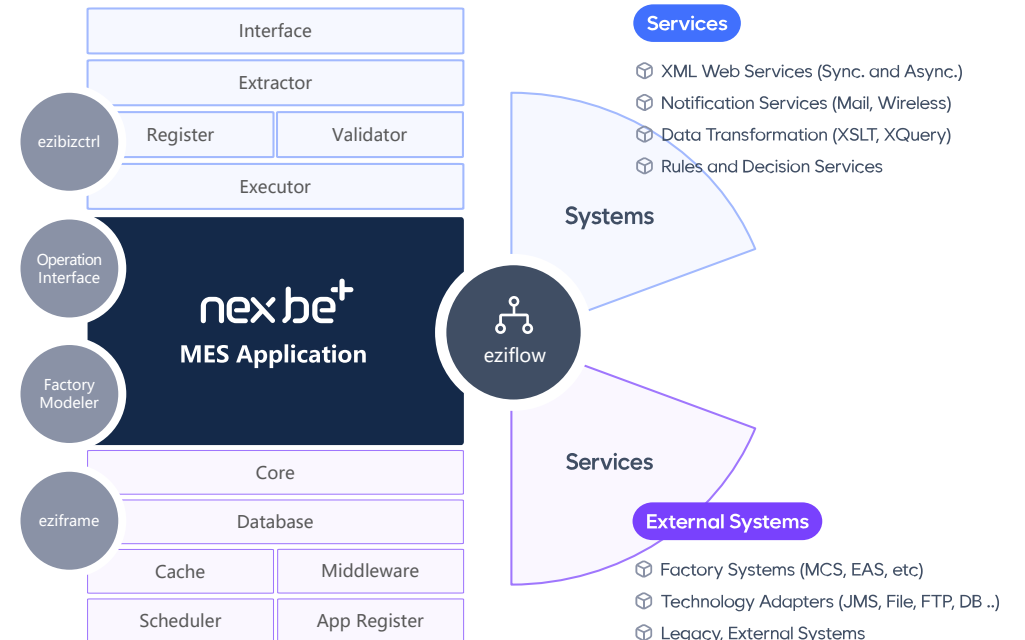 Interface
Extractor
Register
Validator
Executor
ezibizctrl
Operation
Interface
Factory
Modeler
eziframe
nexbe+
MES Application
Core
Database
Cache
Middleware
Scheduler
App Register
eziflow
Systems
Services
Services
XML Web Services (Sync. and Async.)
Notification Services (Mail, Wireless)
Data Transformation (XSLT, XQuery)
Rules and Decision Services
External Systems
Factory Systems (MCS, EAS, etc)
Technology Adapters (JMS, File, FTP, DB ..)
Legacy, External Systems